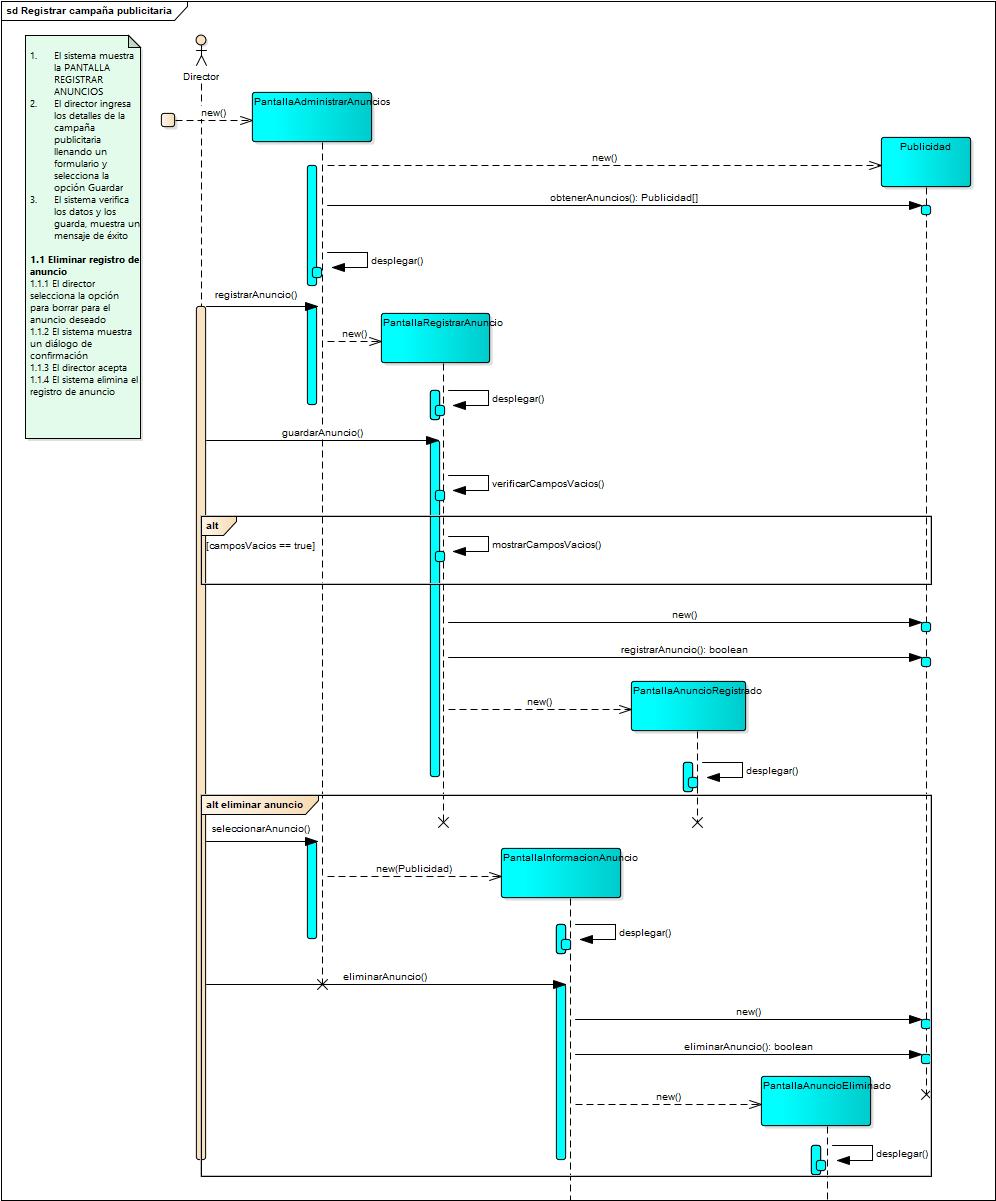 sd Registrar campaña publicitaria
1. El sistema muestra
la PANTALLA
REGISTRAR
ANUNCIOS
2. El director ingresa
los detalles de la
campaña
publicitaria
llenando un
formulario y
selecciona la
opción Guardar
3. El sistema verifica
los datos y los
guarda, muestra un
mensaje de éxito
1.1 Eliminar registro de
anuncio
1.1.1 El director
selecciona la opción
para borrar para el
anuncio deseado
1.1.2 El sistema muestra
un diálogo de
confirmación
1.1.3 El director acepta
1.1.4 El sistema elimina el
registro de anuncio
Director
PantallaAdministrarAnuncios
new()
Publicidad
new()
obtenerAnuncios(): Publicidad[]
desplegar()
registrarAnuncio()
PantallaRegistrarAnuncio
new()
desplegar()
guardarAnuncio()
verificarCamposVacios()
alt
[camposVacios == true]
mostrarCamposVacios()
new()
registrarAnuncio(): boolean
PantallaAnuncioRegistrado
new()
desplegar()
alt eliminar anuncio
seleccionarAnuncio()
PantallaInformacionAnuncio
new(Publicidad)
desplegar()
eliminarAnuncio()
new()
eliminarAnuncio(): boolean
PantallaAnuncioEliminado
new()
desplegar()